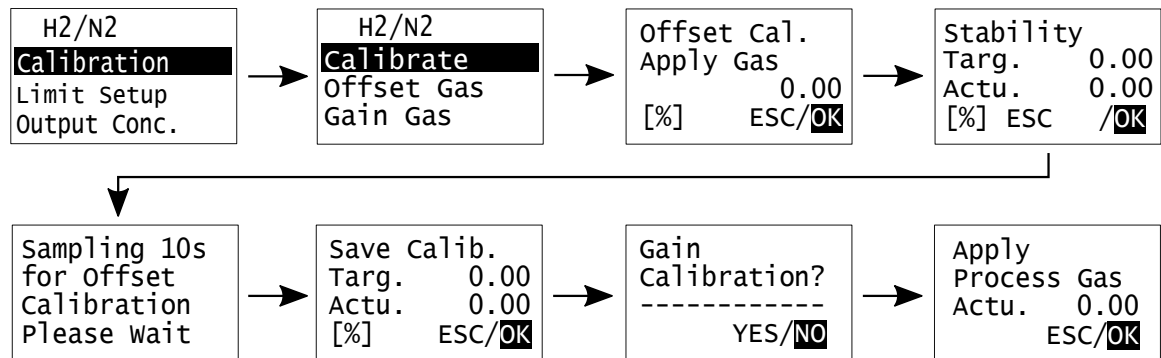 H2/N2
Calibration
Limit Setup
Output Conc.
H2/N2
Calibrate
Offset Gas
Gain Gas
Offset Cal.
Apply Gas
0.00
[%] ESC/OK
Stability
Targ. 0.00
Actu. 0.00
[%] ESC /OK
Sampling 10s
for Offset
Calibration
Please Wait
Save Calib.
Targ. 0.00
Actu. 0.00
[%] ESC/OK
Gain
Calibration?
------------
YES/NO
Apply
Process Gas
Actu. 0.00
ESC/OK